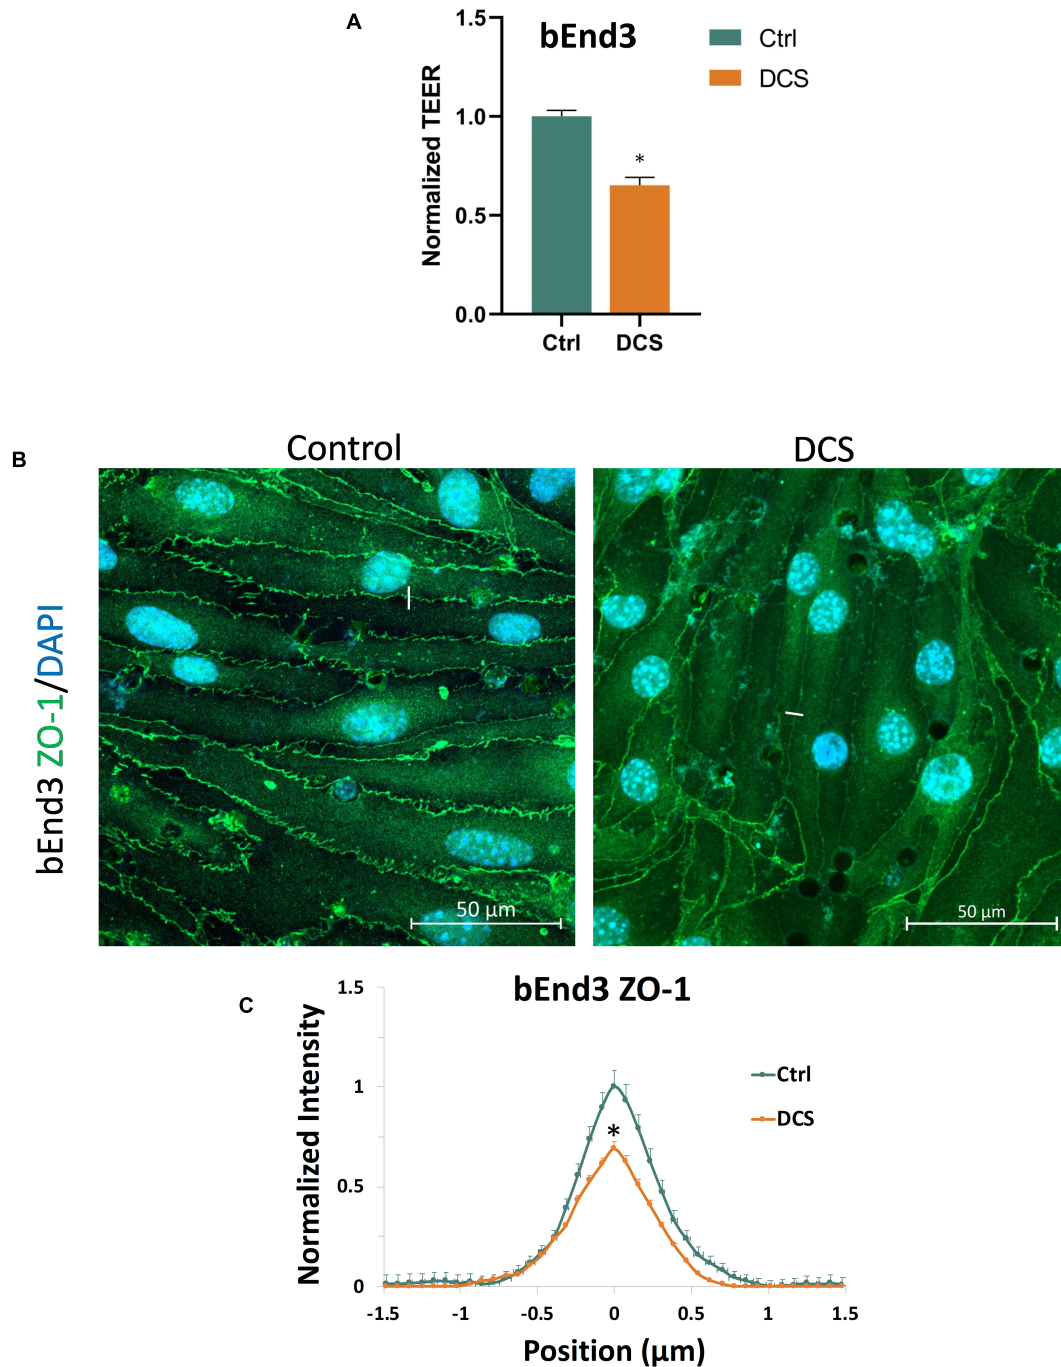 A
bEnd3
Normalized TEER
1.5
1.0
0.5
0.0
Ctrl
DCS
Ctrl
DCS
B
Control
DCS
bEnd3 ZO-1/DAPI
50 µm
50 µm
C
bEnd3 ZO-1
Normalized Intensity
1.5
1
0.5
0
*
*
Ctrl
DCS
-1.5 -1 -0.5 0 0.5 1 1.5
Position (µm)